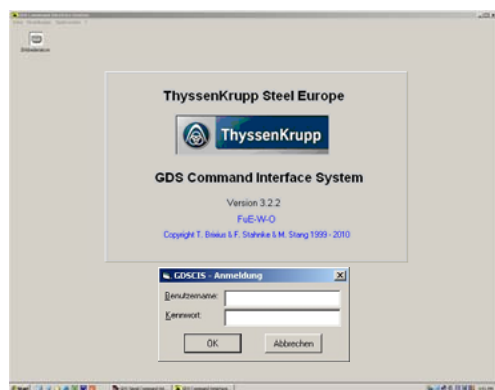 ThyssenKrupp Steel Europe
ThyssenKrupp
GDS Command Interface System
Version 3.2.2
FuE-W-O
Copyright T. Brixius & F. Stahnke & M. Stang 1999 - 2010
GDSCIS - Anmeldung
Benutzername:
Kennwort:
OK
Abbrechen